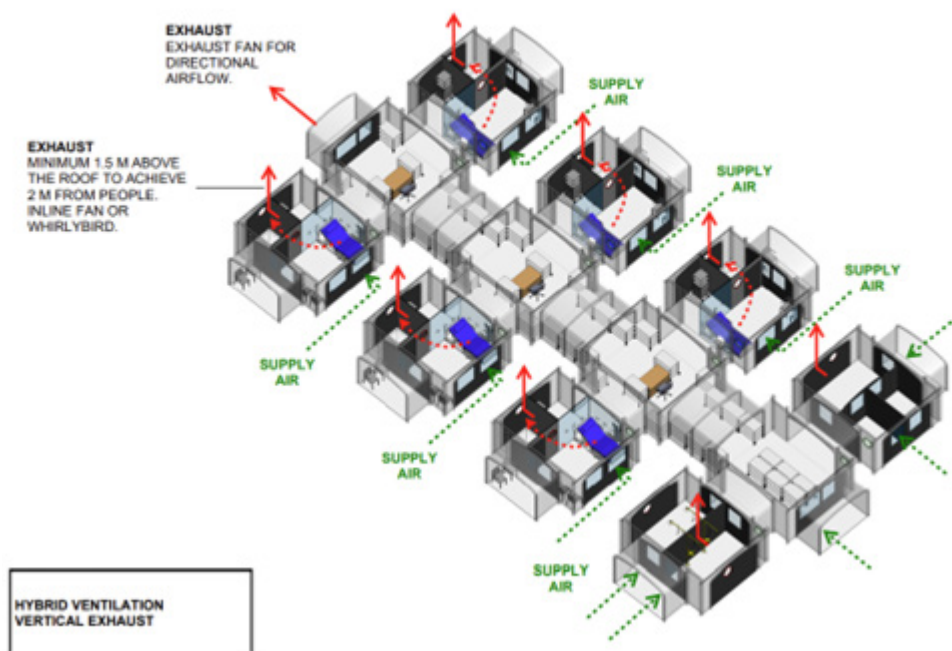 EXHAUST
EXHAUST FAN FOR
DIRECTIONAL
AIRFLOW.
EXHAUST
MINIMUM 1.5 M ABOVE
THE ROOF TO ACHIEVE
2 M FROM PEOPLE.
INLINE FAN OR
WHIRLYBIRD.
SUPPLY
AIR
SUPPLY
AIR
SUPPLY
AIR
SUPPLY
AIR
SUPPLY
AIR
SUPPLY
AIR
HYBRID VENTILATION
VERTICAL EXHAUST